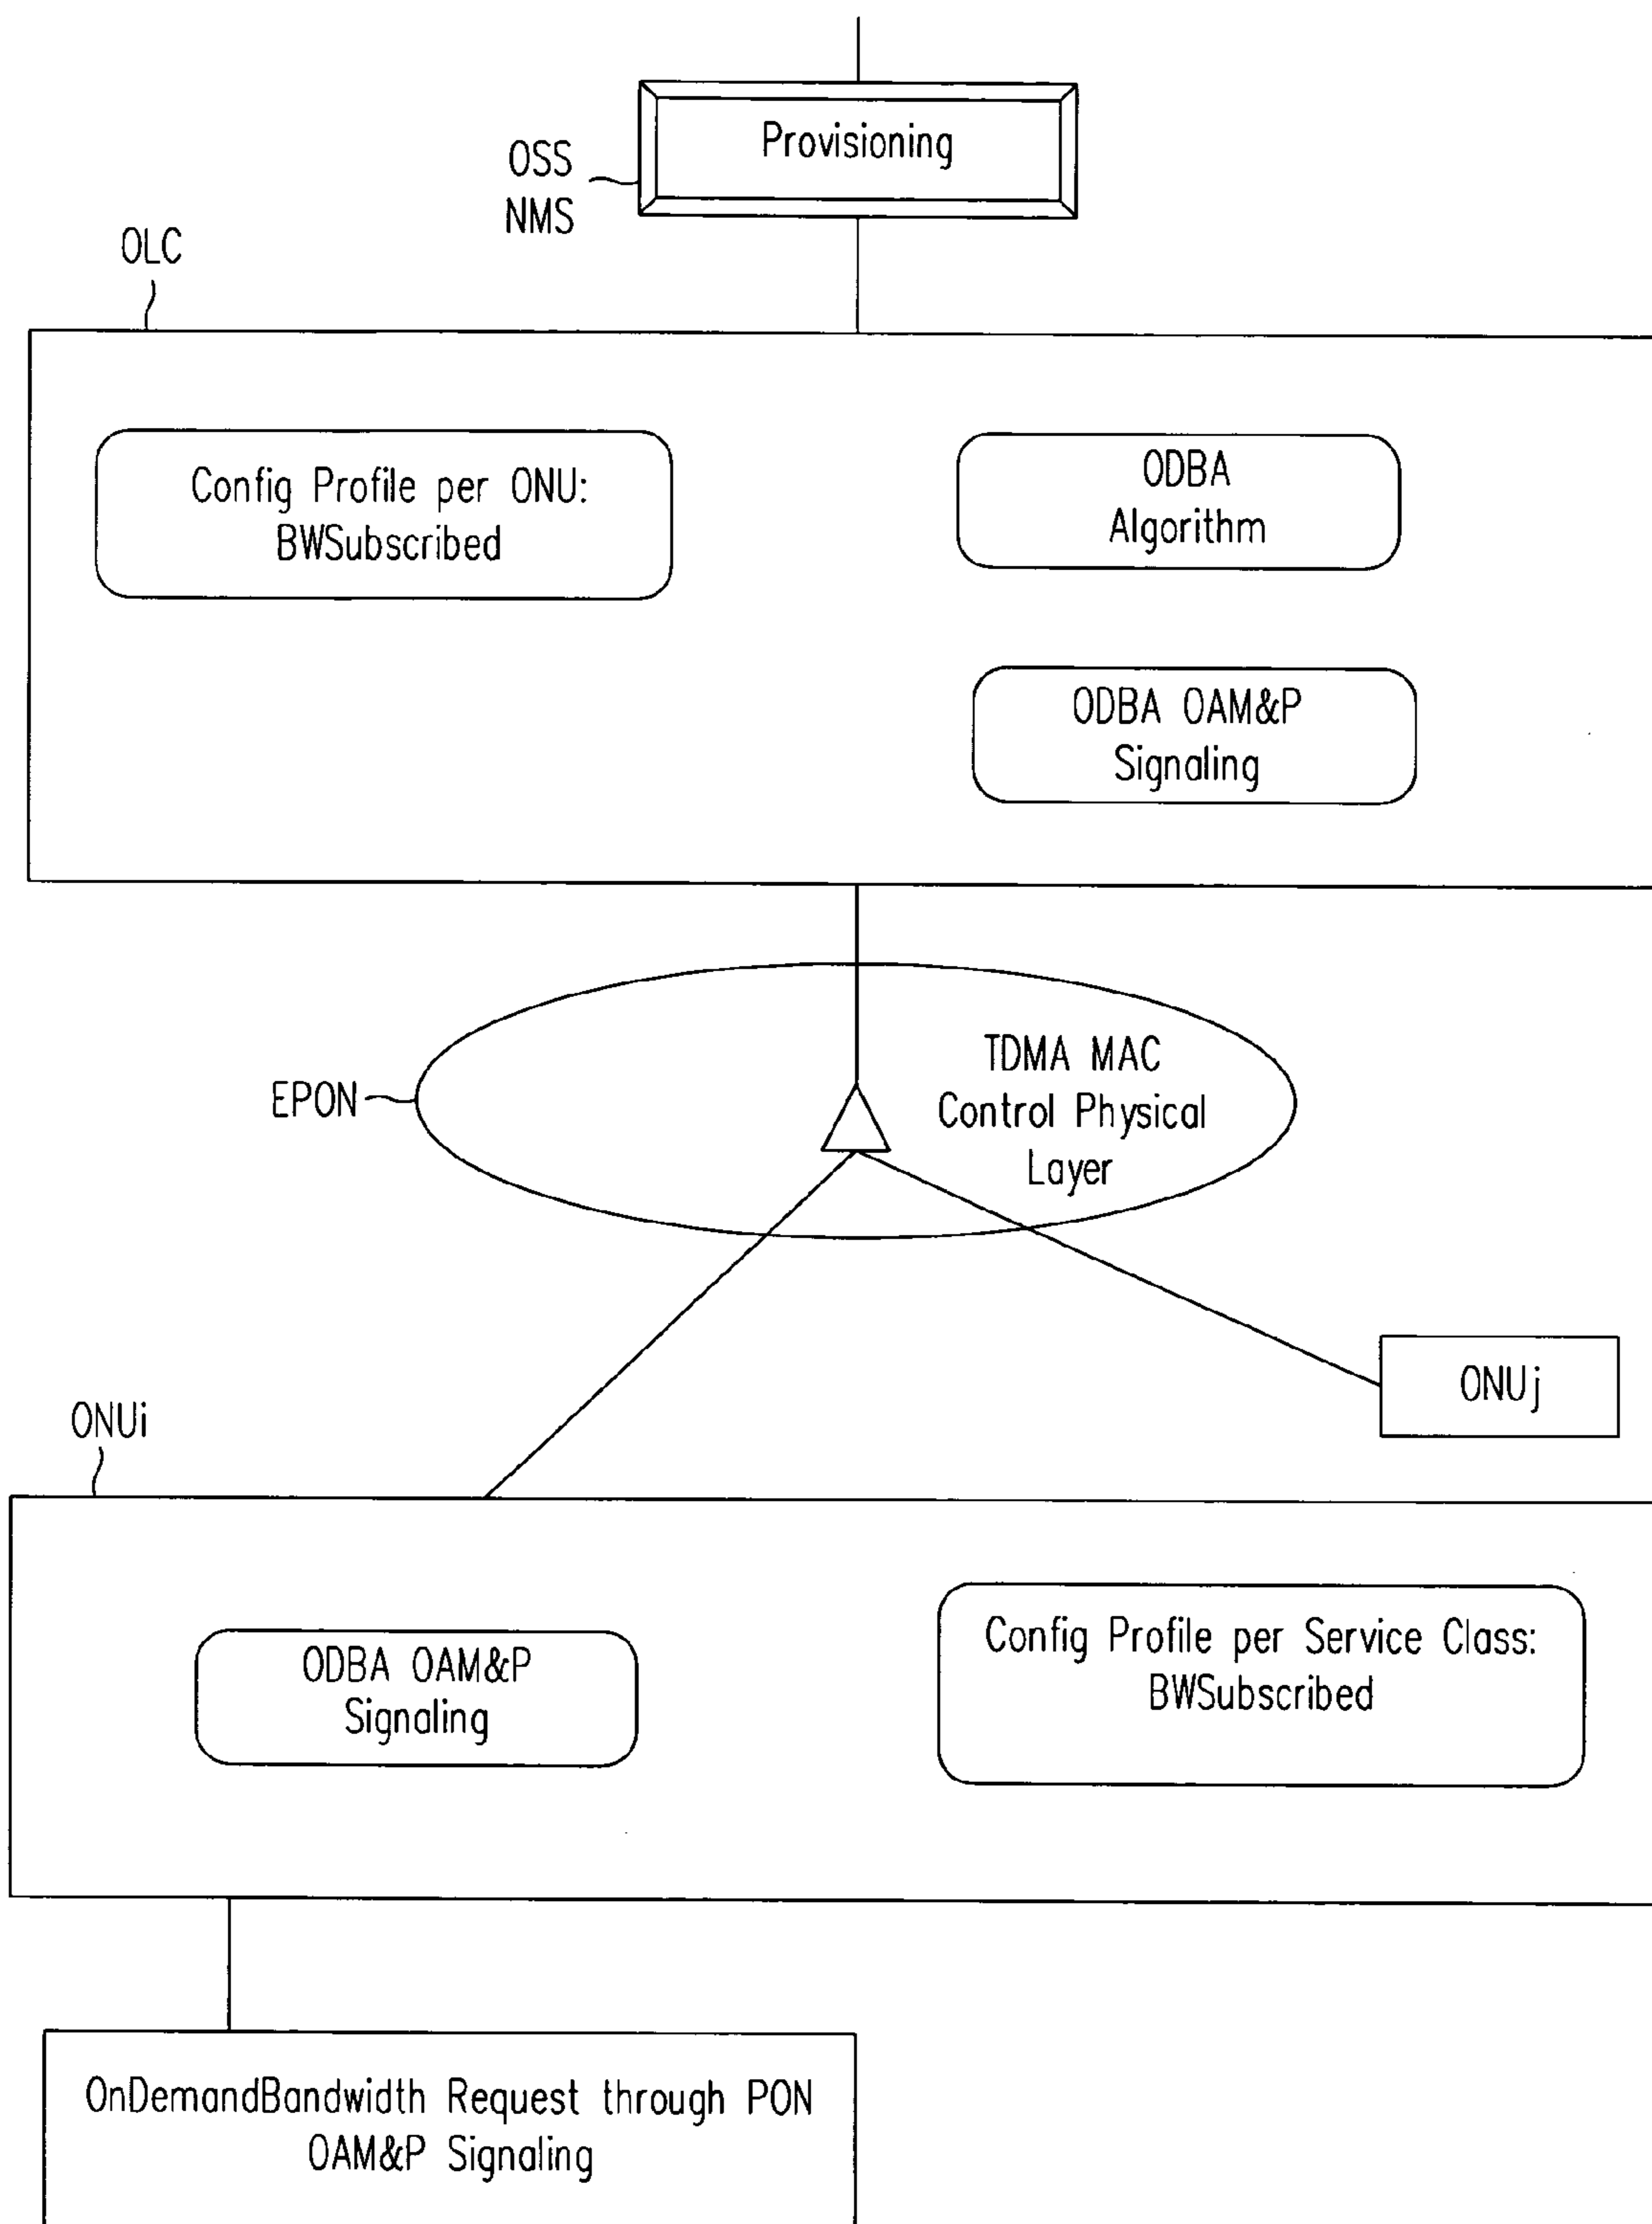 Provisioning
OSS
NMS
OLC
Config Profile per ONU:
BWSubscribed
ODBA
Algorithm
ODBA OAM&P
Signaling
EPON
TDMA MAC
Control Physical
Layer
ONUj
ONUi
ODBA OAM&P
Signaling
Config Profile per Service Class:
BWSubscribed
OnDemandBandwidth Request through PON
OAM&P Signaling